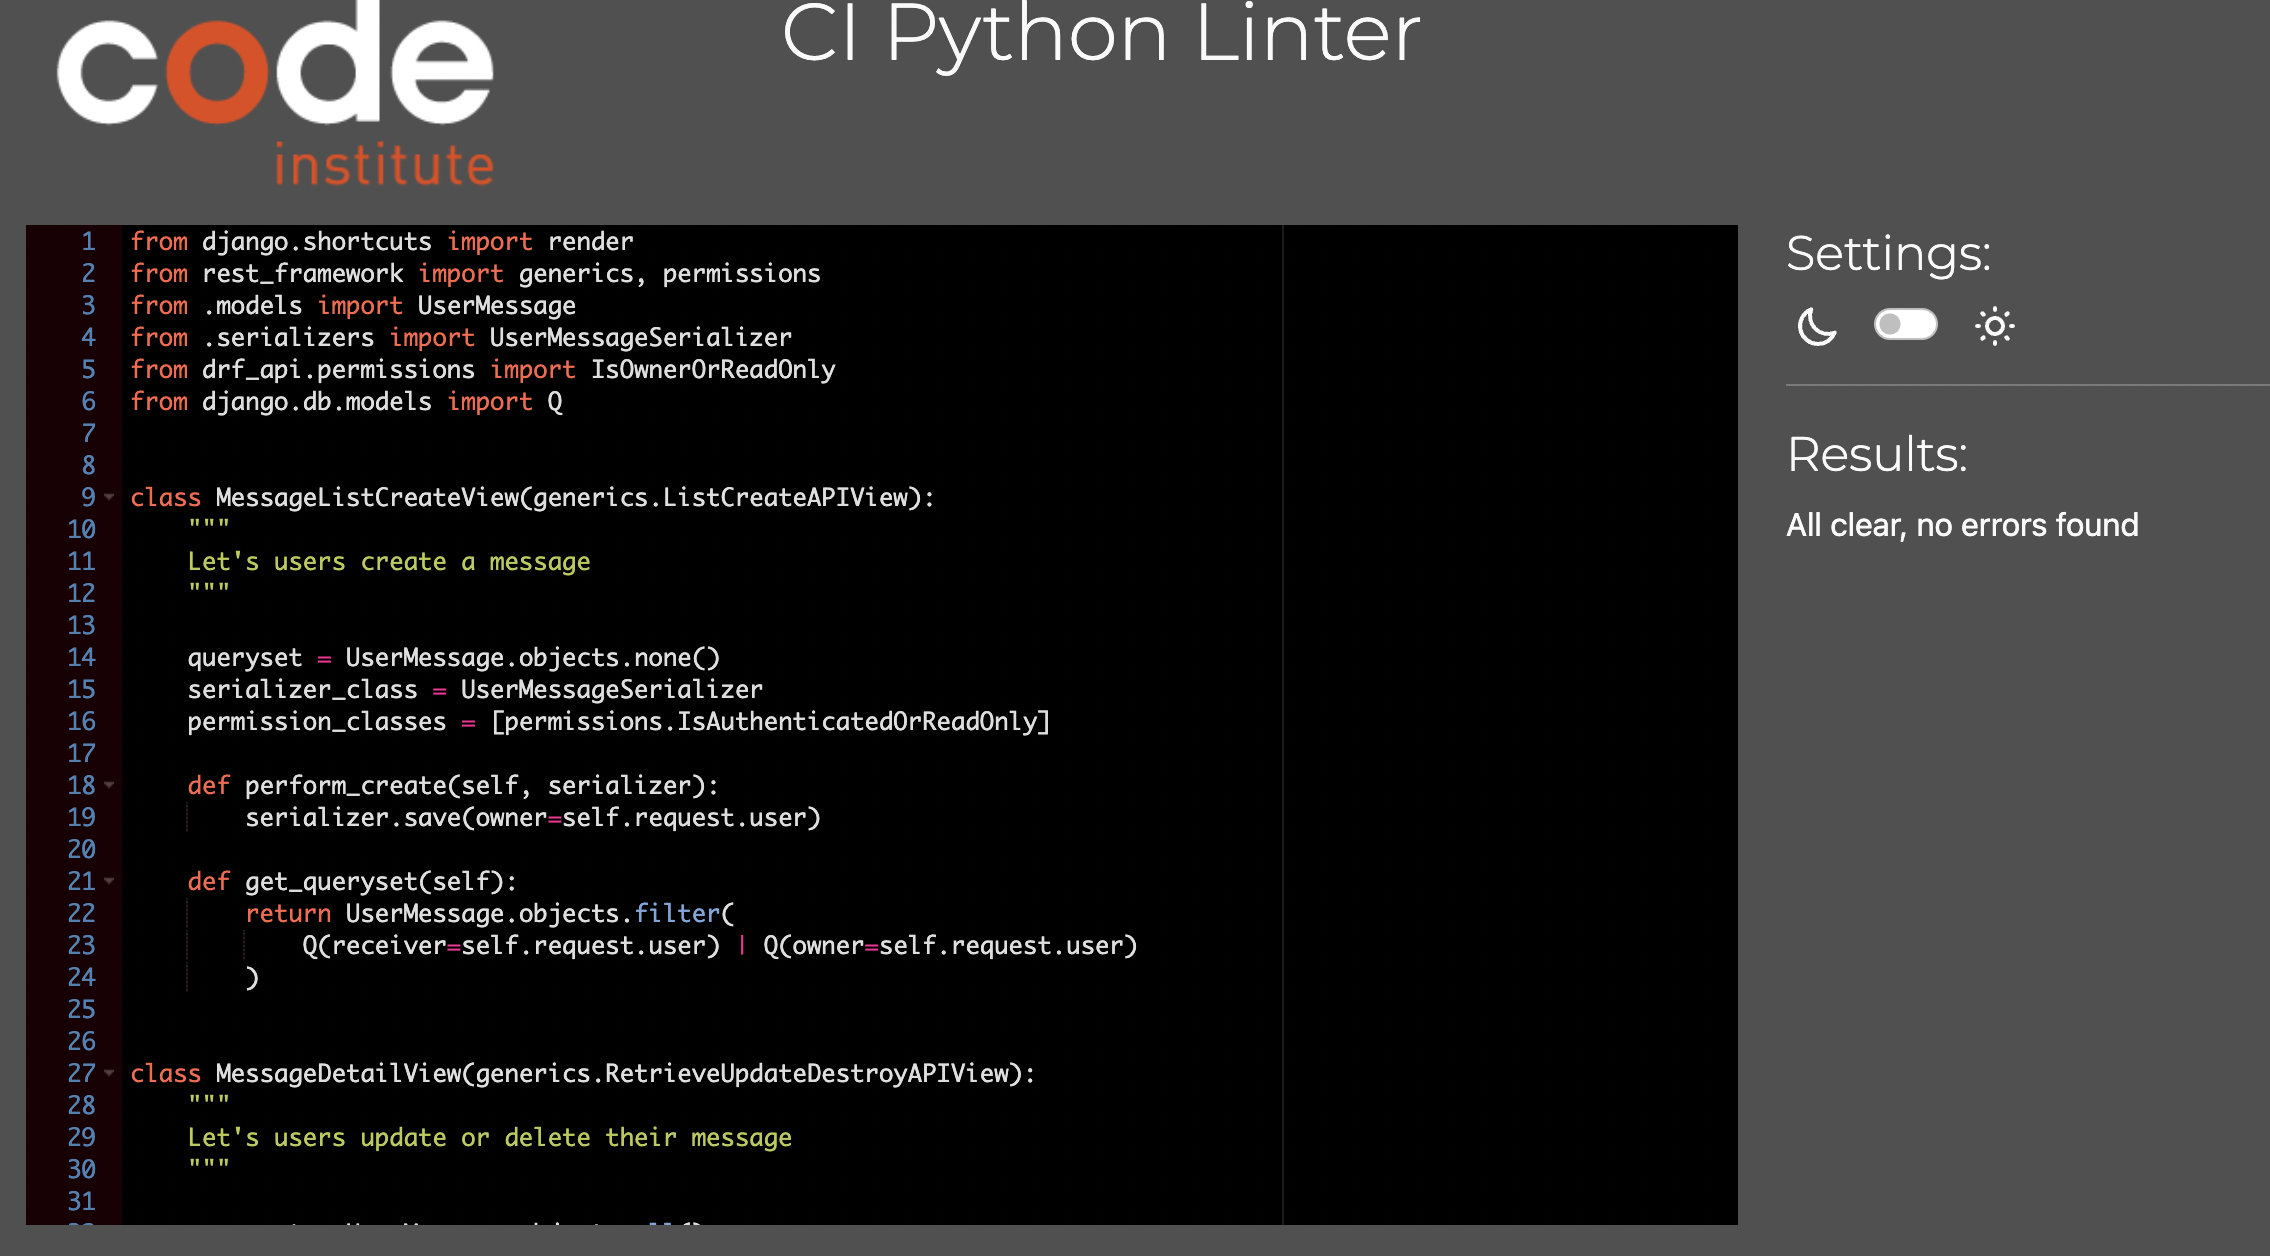 code
institute
CI Python Linter
1 from django.shortcuts import render
2 from rest_framework import generics, permissions
3 from .models import UserMessage
4 from .serializers import UserMessageSerializer
5 from drf_api.permissions import IsOwnerOrReadOnly
6 from django.db.models import Q
7
8
9 class MessageListCreateView(generics.ListCreateAPIView):
10     """
11     Let's users create a message
12     """
13
14     queryset = UserMessage.objects.none()
15     serializer_class = UserMessageSerializer
16     permission_classes = [permissions.IsAuthenticatedOrReadOnly]
17
18     def perform_create(self, serializer):
19         serializer.save(owner=self.request.user)
20
21     def get_queryset(self):
22         return UserMessage.objects.filter(
23             Q(receiver=self.request.user) | Q(owner=self.request.user)
24         )
25
26
27 class MessageDetailView(generics.RetrieveUpdateDestroyAPIView):
28     """
29     Let's users update or delete their message
30     """
31
Settings:
Results:
All clear, no errors found